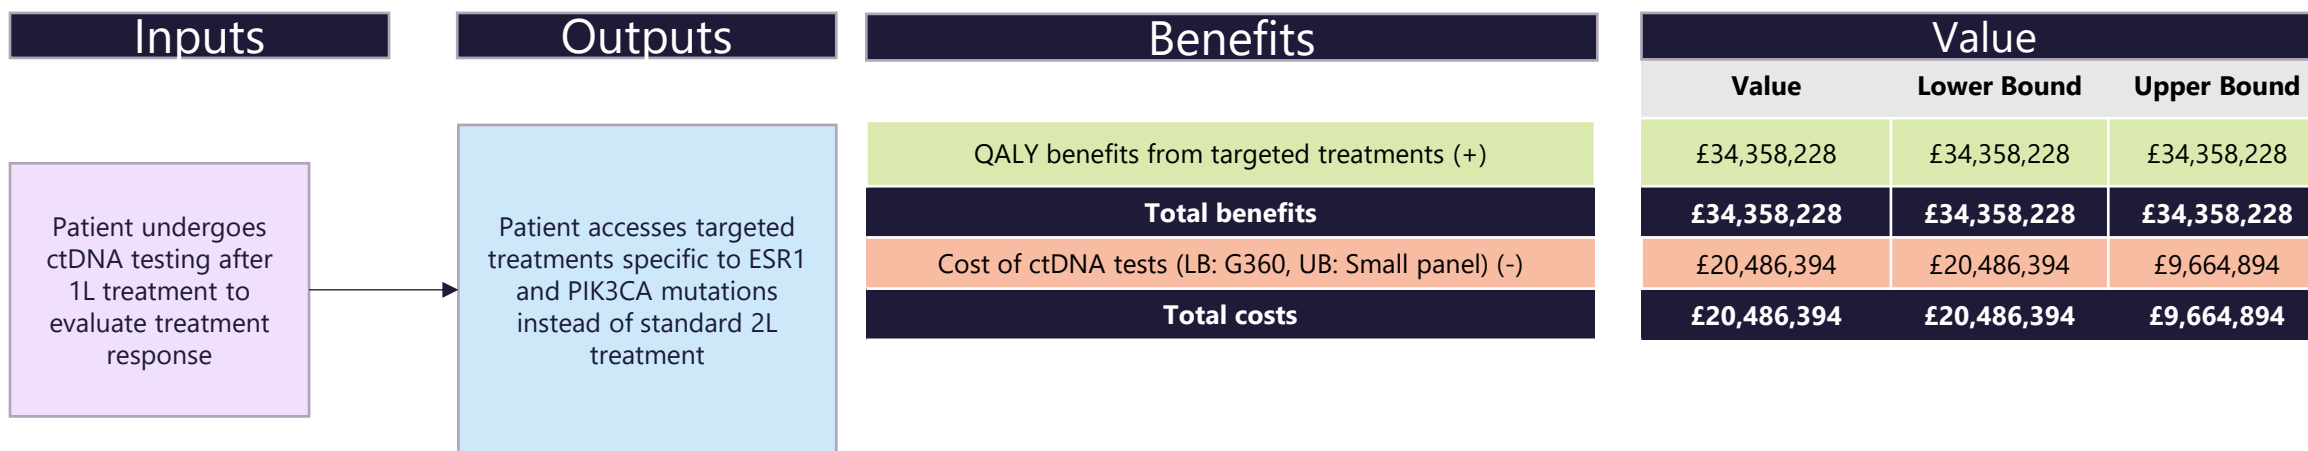 Inputs
Outputs
Benefits
Value
Value Lower Bound Upper Bound
Patient undergoes
ctDNA testing after
1L treatment to
evaluate treatment
response
Patient accesses targeted
treatments specific to ESR1
and PIK3CA mutations
instead of standard 2L
treatment
QALY benefits from targeted treatments (+) £34,358,228 £34,358,228 £34,358,228
Total benefits £34,358,228 £34,358,228 £34,358,228
Cost of ctDNA tests (LB: G360, UB: Small panel) (-) £20,486,394 £20,486,394 £9,664,894
Total costs £20,486,394 £20,486,394 £9,664,894